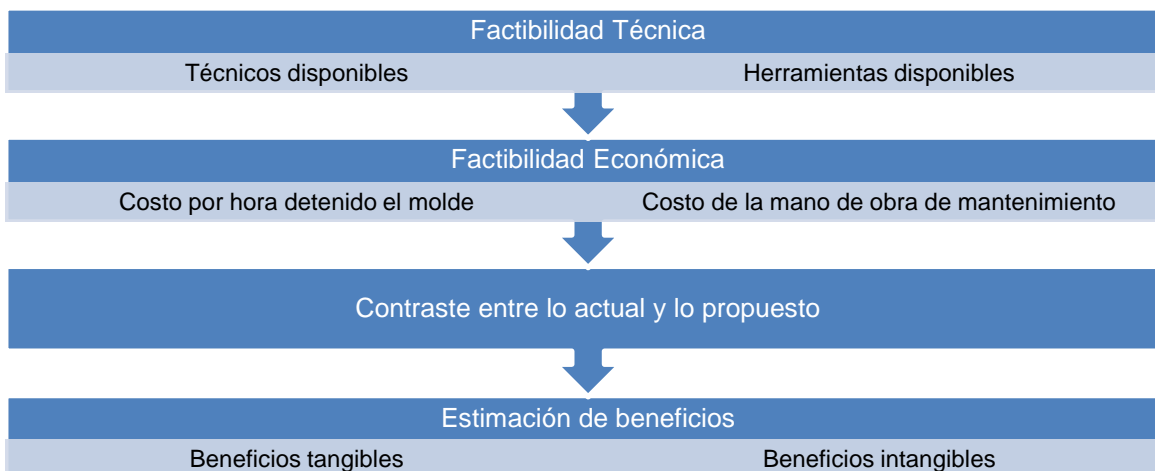 Factibilidad Técnica
Técnicos disponibles
Herramientas disponibles
Factibilidad Económica
Costo por hora detenido el molde
Costo de la mano de obra de mantenimiento
Contraste entre lo actual y lo propuesto
Estimación de beneficios
Beneficios tangibles
Beneficios intangibles